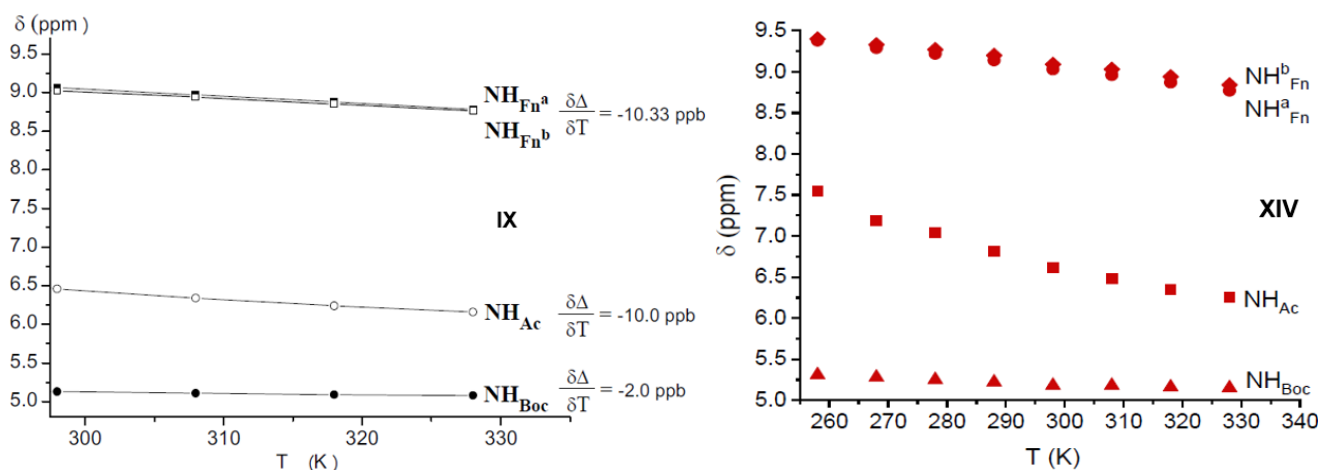 δ (ppm)
9.5
9.0
8.5
8.0
7.5
7.0
6.5
6.0
5.5
5.0
NH_Fn^a
NH_Fn^b
δΔ
δT
= -10.33 ppb
IX
NH_Ac
δΔ
δT
= -10.0 ppb
NH_Boc
δΔ
δT
= -2.0 ppb
300 310 320 330
T (K)
δ (ppm)
9.5
9.0
8.5
8.0
7.5
7.0
6.5
6.0
5.5
5.0
NH^b_Fn
NH^a_Fn
XIV
NH_Ac
NH_Boc
260 270 280 290 300 310 320 330 340
T (K)